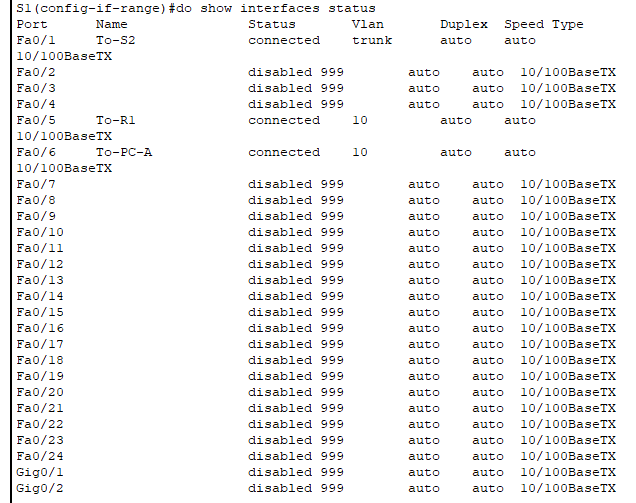 S1(config-if-range)#do show interfaces status
Port      Name               Status       Vlan       Duplex  Speed Type
Fa0/1     To-S2              connected    trunk      auto    auto
10/100BaseTX
Fa0/2                        disabled 999        auto    auto  10/100BaseTX
Fa0/3                        disabled 999        auto    auto  10/100BaseTX
Fa0/4                        disabled 999        auto    auto  10/100BaseTX
Fa0/5     To-R1              connected    10         auto    auto
10/100BaseTX
Fa0/6     To-PC-A            connected    10         auto    auto
10/100BaseTX
Fa0/7                        disabled 999        auto    auto  10/100BaseTX
Fa0/8                        disabled 999        auto    auto  10/100BaseTX
Fa0/9                        disabled 999        auto    auto  10/100BaseTX
Fa0/10                       disabled 999        auto    auto  10/100BaseTX
Fa0/11                       disabled 999        auto    auto  10/100BaseTX
Fa0/12                       disabled 999        auto    auto  10/100BaseTX
Fa0/13                       disabled 999        auto    auto  10/100BaseTX
Fa0/14                       disabled 999        auto    auto  10/100BaseTX
Fa0/15                       disabled 999        auto    auto  10/100BaseTX
Fa0/16                       disabled 999        auto    auto  10/100BaseTX
Fa0/17                       disabled 999        auto    auto  10/100BaseTX
Fa0/18                       disabled 999        auto    auto  10/100BaseTX
Fa0/19                       disabled 999        auto    auto  10/100BaseTX
Fa0/20                       disabled 999        auto    auto  10/100BaseTX
Fa0/21                       disabled 999        auto    auto  10/100BaseTX
Fa0/22                       disabled 999        auto    auto  10/100BaseTX
Fa0/23                       disabled 999        auto    auto  10/100BaseTX
Fa0/24                       disabled 999        auto    auto  10/100BaseTX
Gig0/1                       disabled 999        auto    auto  10/100BaseTX
Gig0/2                       disabled 999        auto    auto  10/100BaseTX